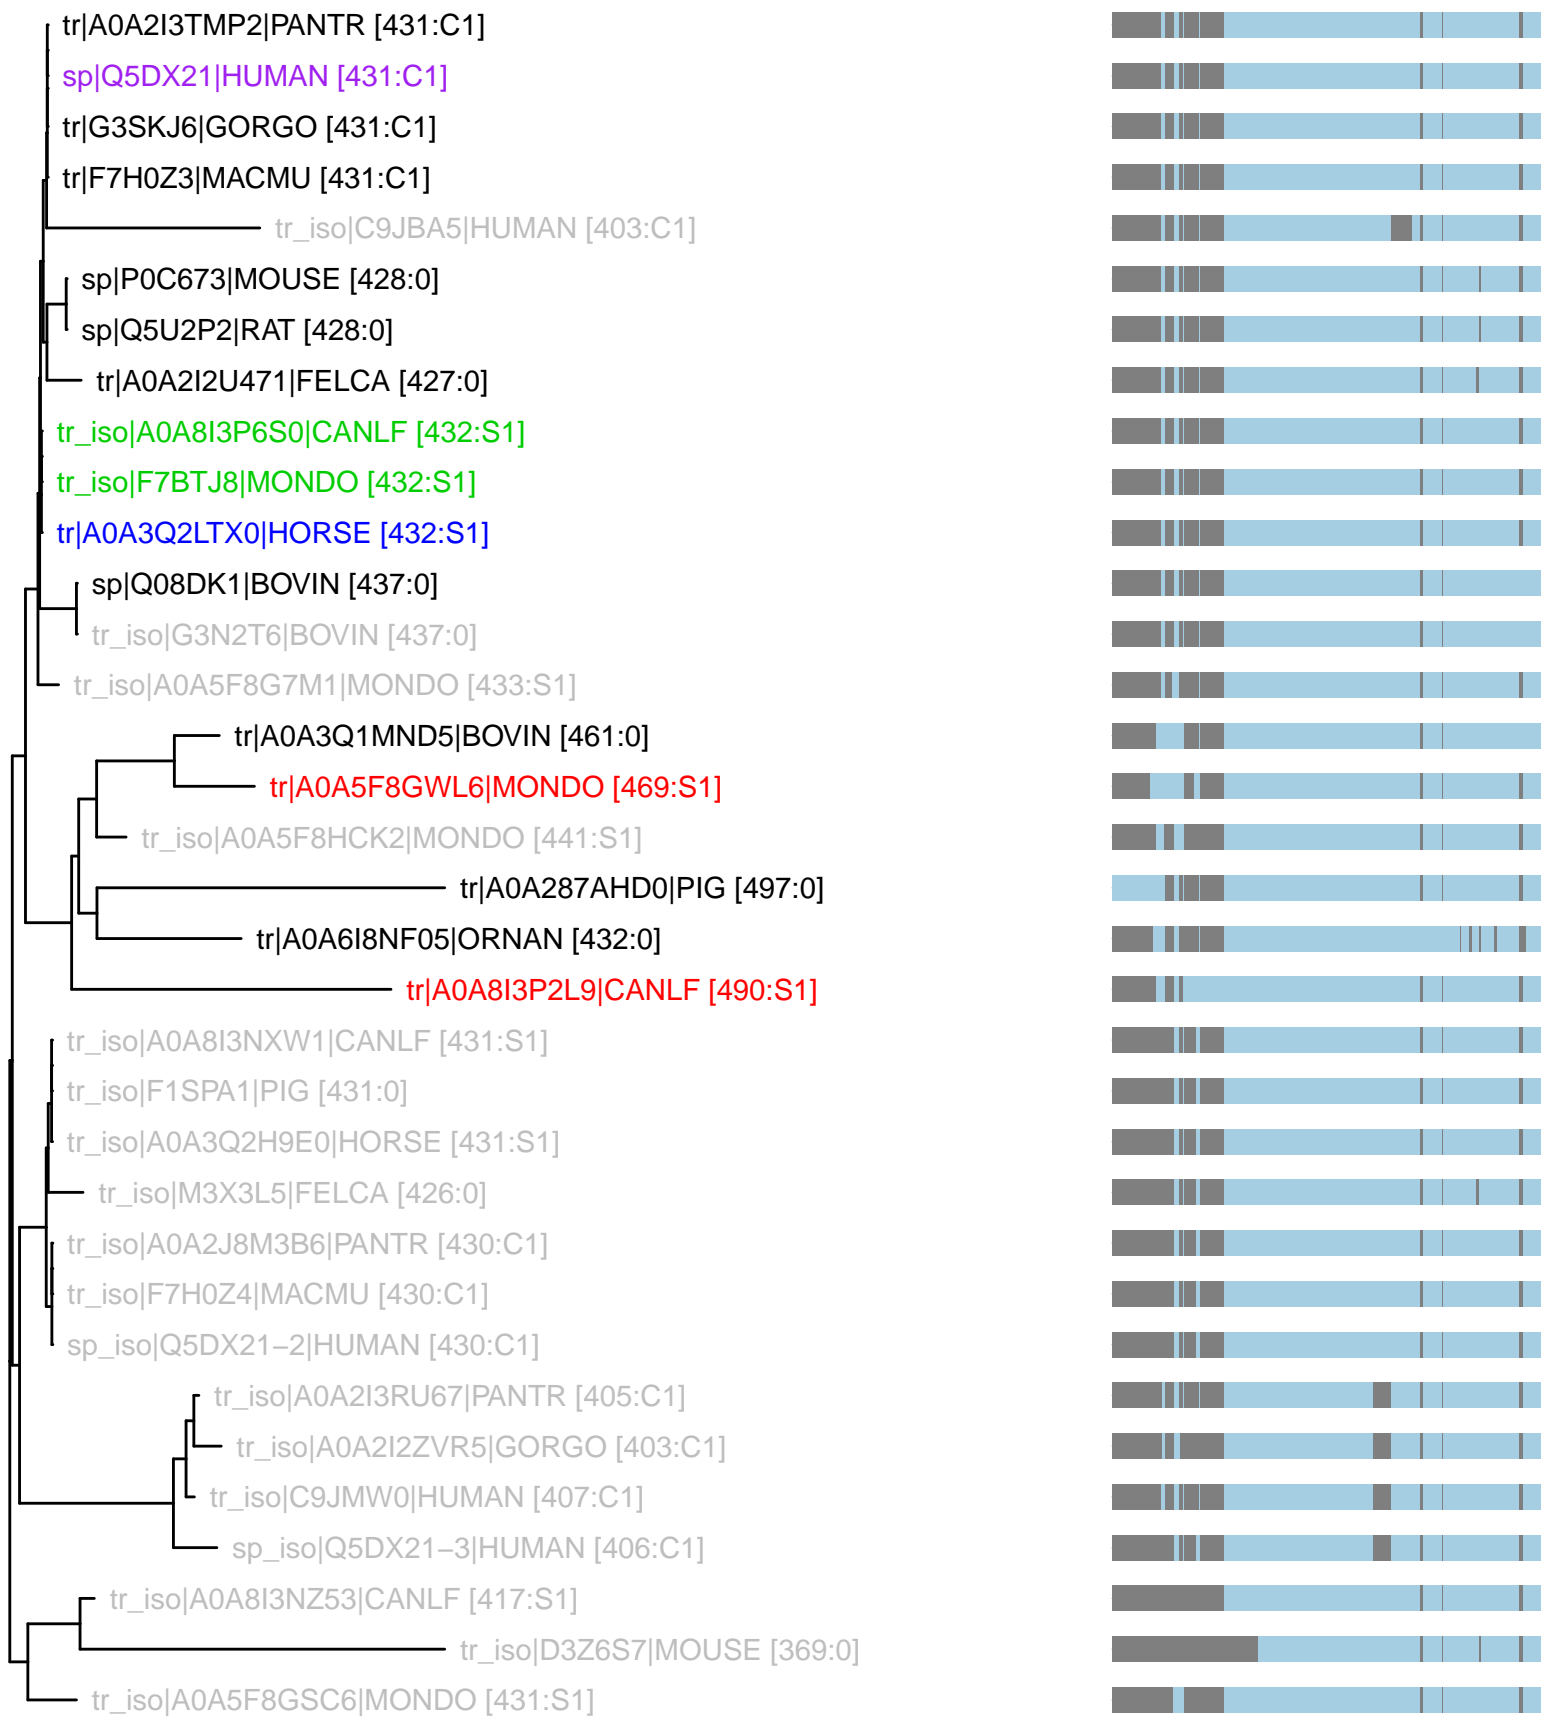 tr|A0A2I3TMP2|PANTR [431:C1]
sp|Q5DX21|HUMAN [431:C1]
tr|G3SKJ6|GORGO [431:C1]
tr|F7H0Z3|MACMU [431:C1]
tr_iso|C9JBA5|HUMAN [403:C1]
sp|P0C673|MOUSE [428:0]
sp|Q5U2P2|RAT [428:0]
tr|A0A2I2U471|FELCA [427:0]
tr_iso|A0A8I3P6S0|CANLF [432:S1]
tr_iso|F7BTJ8|MONDO [432:S1]
tr|A0A3Q2LTX0|HORSE [432:S1]
sp|Q08DK1|BOVIN [437:0]
tr_iso|G3N2T6|BOVIN [437:0]
tr_iso|A0A5F8G7M1|MONDO [433:S1]
tr|A0A3Q1MND5|BOVIN [461:0]
tr|A0A5F8GWL6|MONDO [469:S1]
tr_iso|A0A5F8HCK2|MONDO [441:S1]
tr|A0A287AHD0|PIG [497:0]
tr|A0A6I8NF05|ORNAN [432:0]
tr|A0A8I3P2L9|CANLF [490:S1]
tr_iso|A0A8I3NXW1|CANLF [431:S1]
tr_iso|F1SPA1|PIG [431:0]
tr_iso|A0A3Q2H9E0|HORSE [431:S1]
tr_iso|M3X3L5|FELCA [426:0]
tr_iso|A0A2J8M3B6|PANTR [430:C1]
tr_iso|F7H0Z4|MACMU [430:C1]
sp_iso|Q5DX21−2|HUMAN [430:C1]
tr_iso|A0A2I3RU67|PANTR [405:C1]
tr_iso|A0A2I2ZVR5|GORGO [403:C1]
tr_iso|C9JMW0|HUMAN [407:C1]
sp_iso|Q5DX21−3|HUMAN [406:C1]
tr_iso|A0A8I3NZ53|CANLF [417:S1]
tr_iso|D3Z6S7|MOUSE [369:0]
tr_iso|A0A5F8GSC6|MONDO [431:S1]